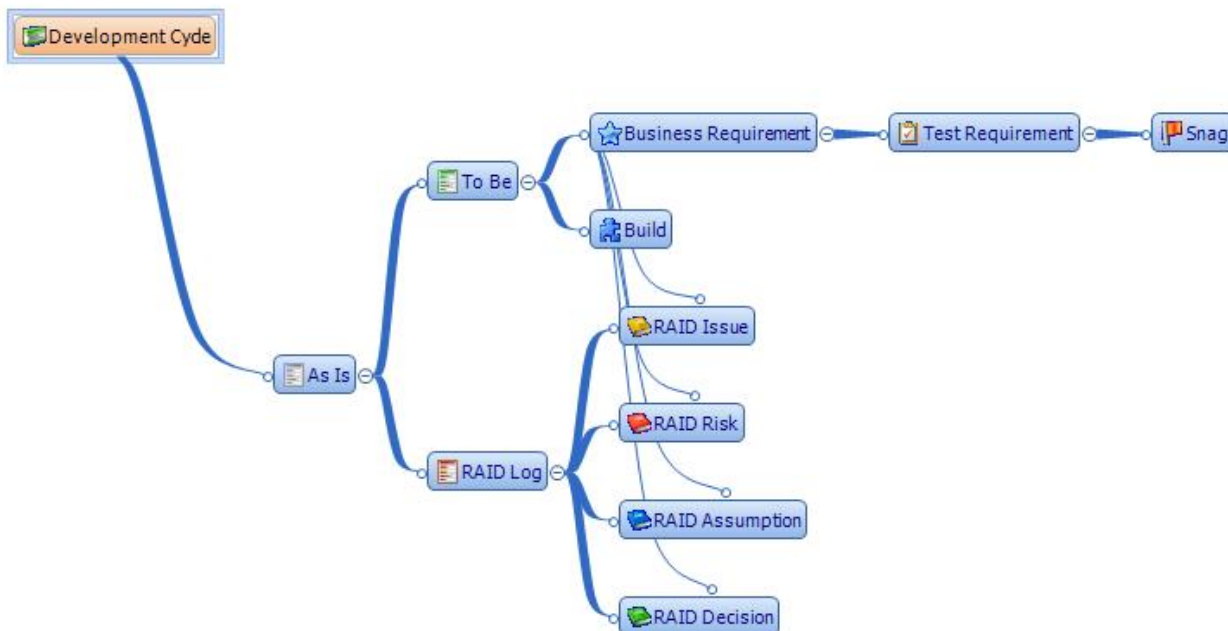 Development Cycle
Business Requirement
Test Requirement
Snag
To Be
Build
RAID Issue
As Is
RAID Risk
RAID Log
RAID Assumption
RAID Decision